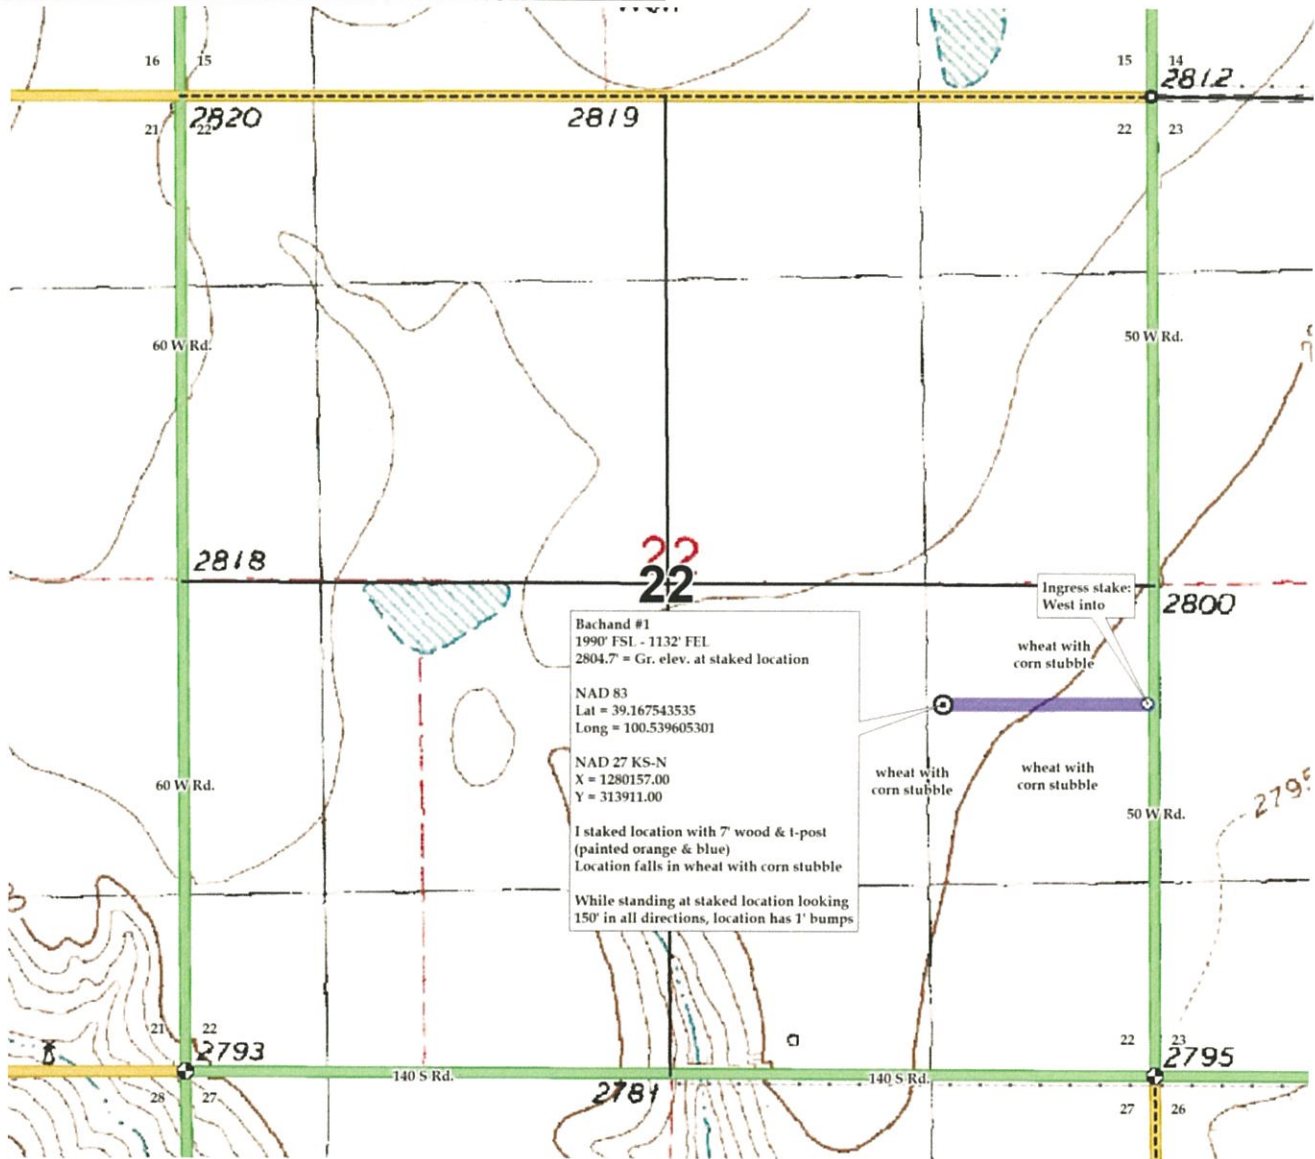 16 15
15 14
2812
2820
2819
21 22
22 23
60 W Rd.
50 W Rd.
2818
22
22
Ingress stake:
West into
2800
wheat with
corn stubble
Bachand #1
1990' FSL - 1132' FEL
2804.7' = Gr. elev. at staked location
NAD 83
Lat = 39.167543535
Long = 100.539605301
NAD 27 KS-N
X = 1280157.00
Y = 313911.00
I staked location with 7' wood & t-post
(painted orange & blue)
Location falls in wheat with corn stubble
While standing at staked location looking
150' in all directions, location has 1' bumps
wheat with
corn stubble
wheat with
corn stubble
60 W Rd.
50 W Rd.
21 22
22 23
2793
2795
140 S Rd.
2781
140 S Rd.
28 27
27 26